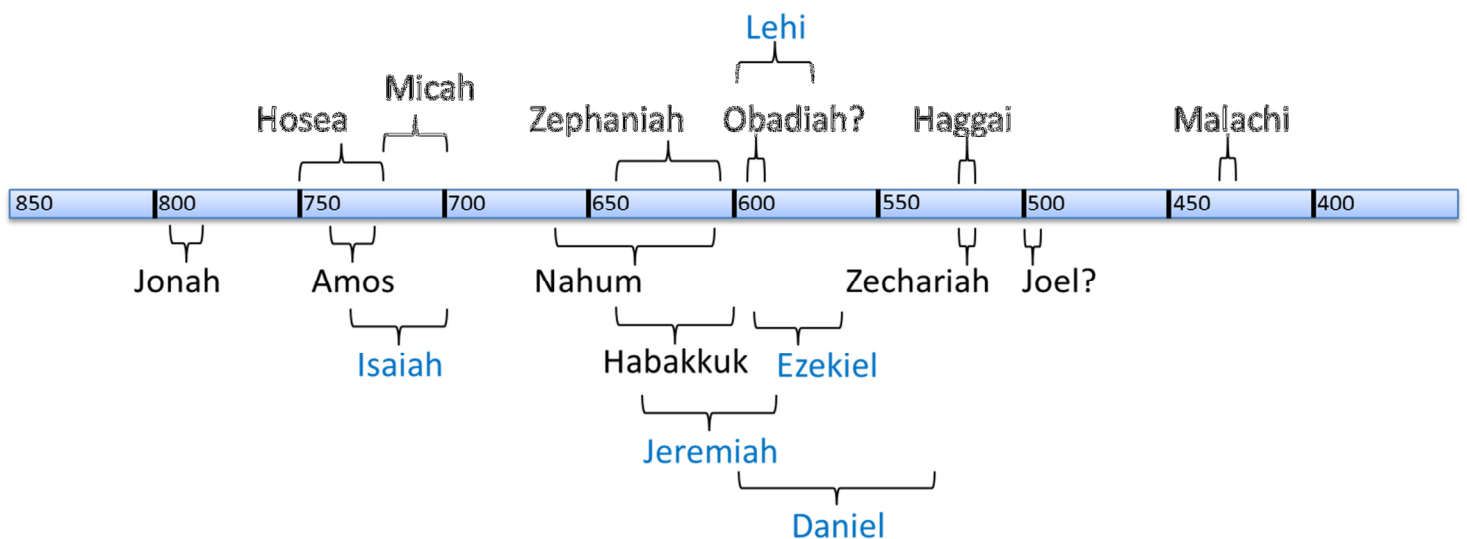 Lehi
Micah
Hosea Zephaniah Obadiah? Haggai Malachi
850 800 750 700 650 600 550 500 450 400
Jonah Amos Nahum Zechariah Joel?
Isaiah Habakkuk Ezekiel
Jeremiah
Daniel